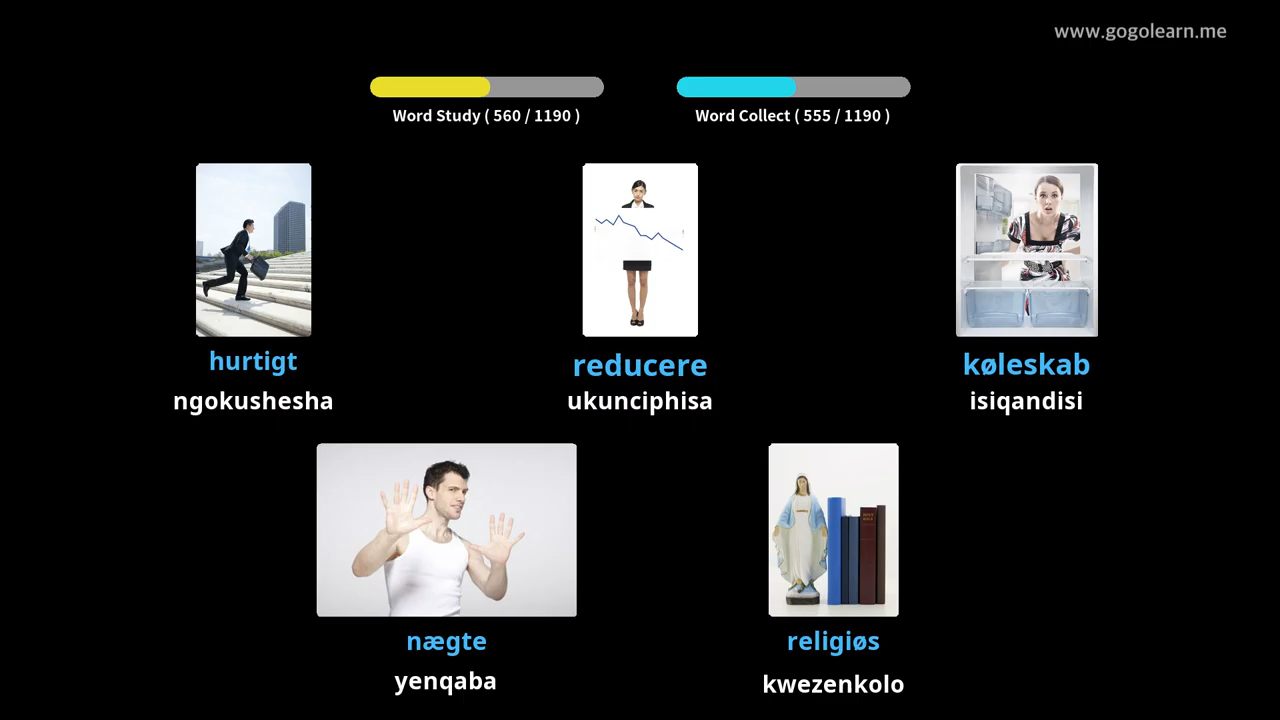 www.gogolearn.me
Word Study ( 560 / 1190 )
Word Collect ( 555 / 1190 )
hurtigt
ngokushesha
reducere
ukunciphisa
køleskab
isiqandisi
nægte
yenqaba
religiøs
kwezenkolo